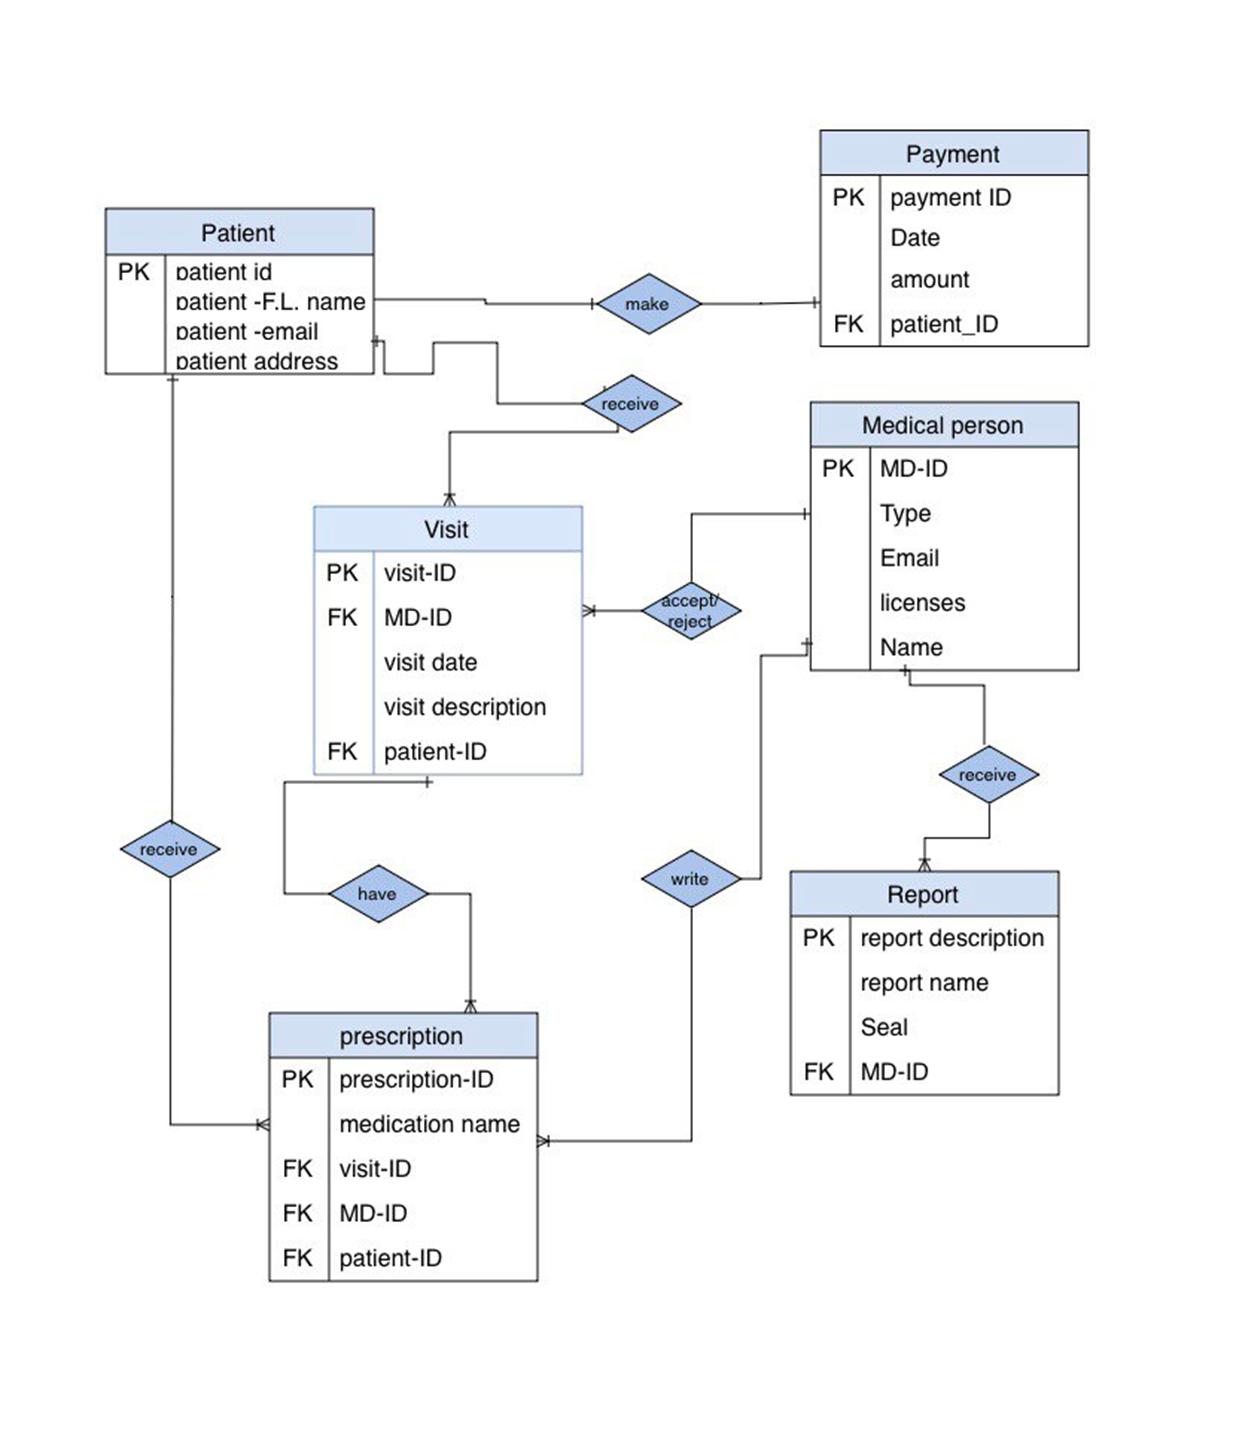 Payment
PK payment ID
Date
amount
FK patient_ID
Patient
PK patient id
patient -F.L. name
patient -email
patient address
make
receive
Medical person
PK MD-ID
Type
Email
licenses
Name
Visit
PK visit-ID
FK MD-ID
visit date
visit description
FK patient-ID
accept/
reject
receive
receive
have
write
Report
PK report description
report name
Seal
FK MD-ID
prescription
PK prescription-ID
medication name
FK visit-ID
FK MD-ID
FK patient-ID